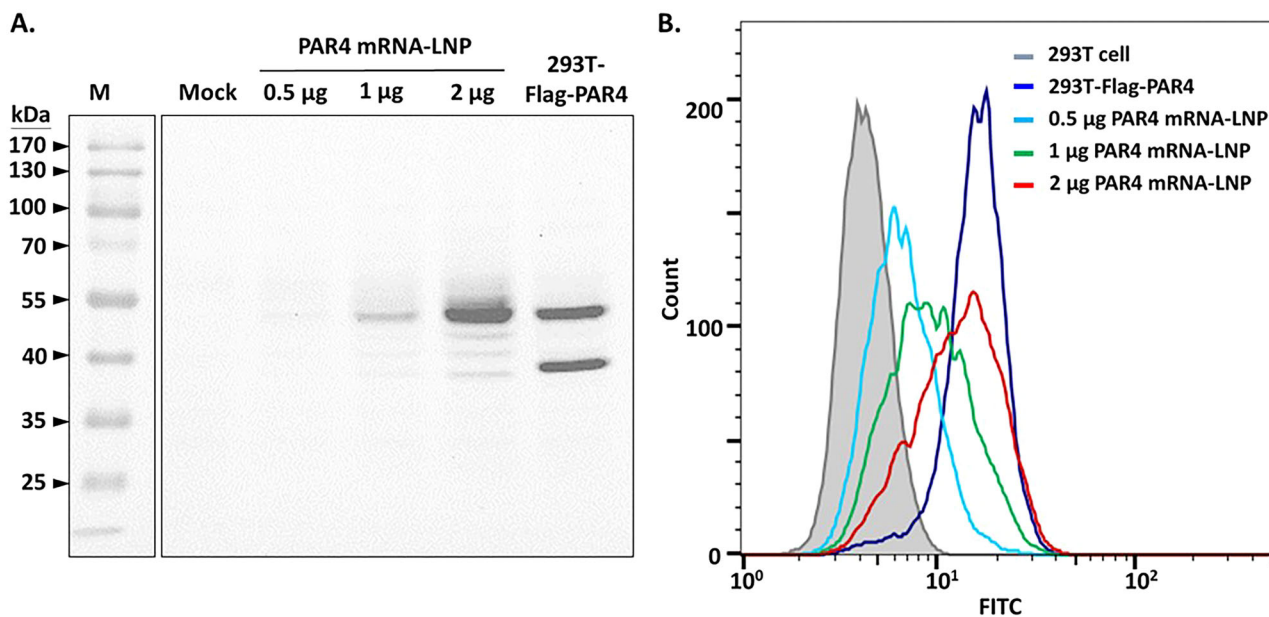 A.
PAR4 mRNA-LNP
293T-
Flag-PAR4
M Mock 0.5 µg 1 µg 2 µg
kDa
170
130
100
70
55
40
35
25
B.
293T cell
293T-Flag-PAR4
0.5 µg PAR4 mRNA-LNP
1 µg PAR4 mRNA-LNP
2 µg PAR4 mRNA-LNP
Count
200
100
0
10⁰ 10¹ 10²
FITC